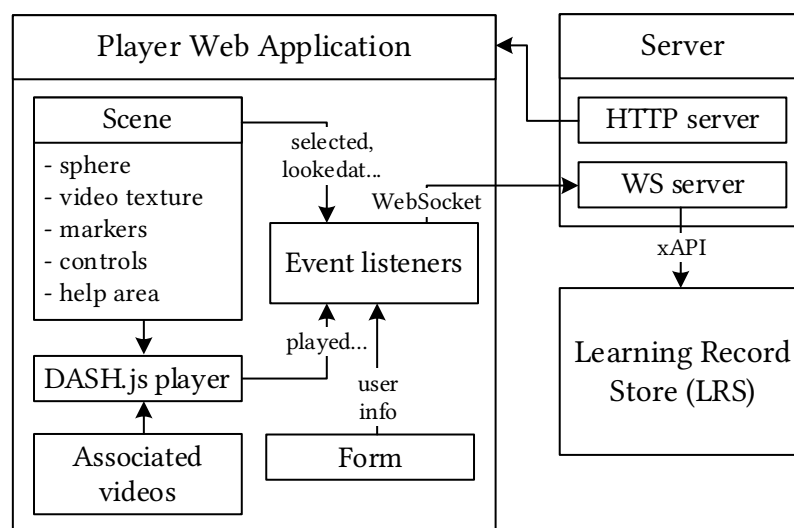 Player Web Application
Scene
- sphere
- video texture
- markers
- controls
- help area
selected,
lookedat...
WebSocket
Event listeners
DASH.js player
played...
user
info
Associated
videos
Form
Server
HTTP server
WS server
xAPI
Learning Record
Store (LRS)